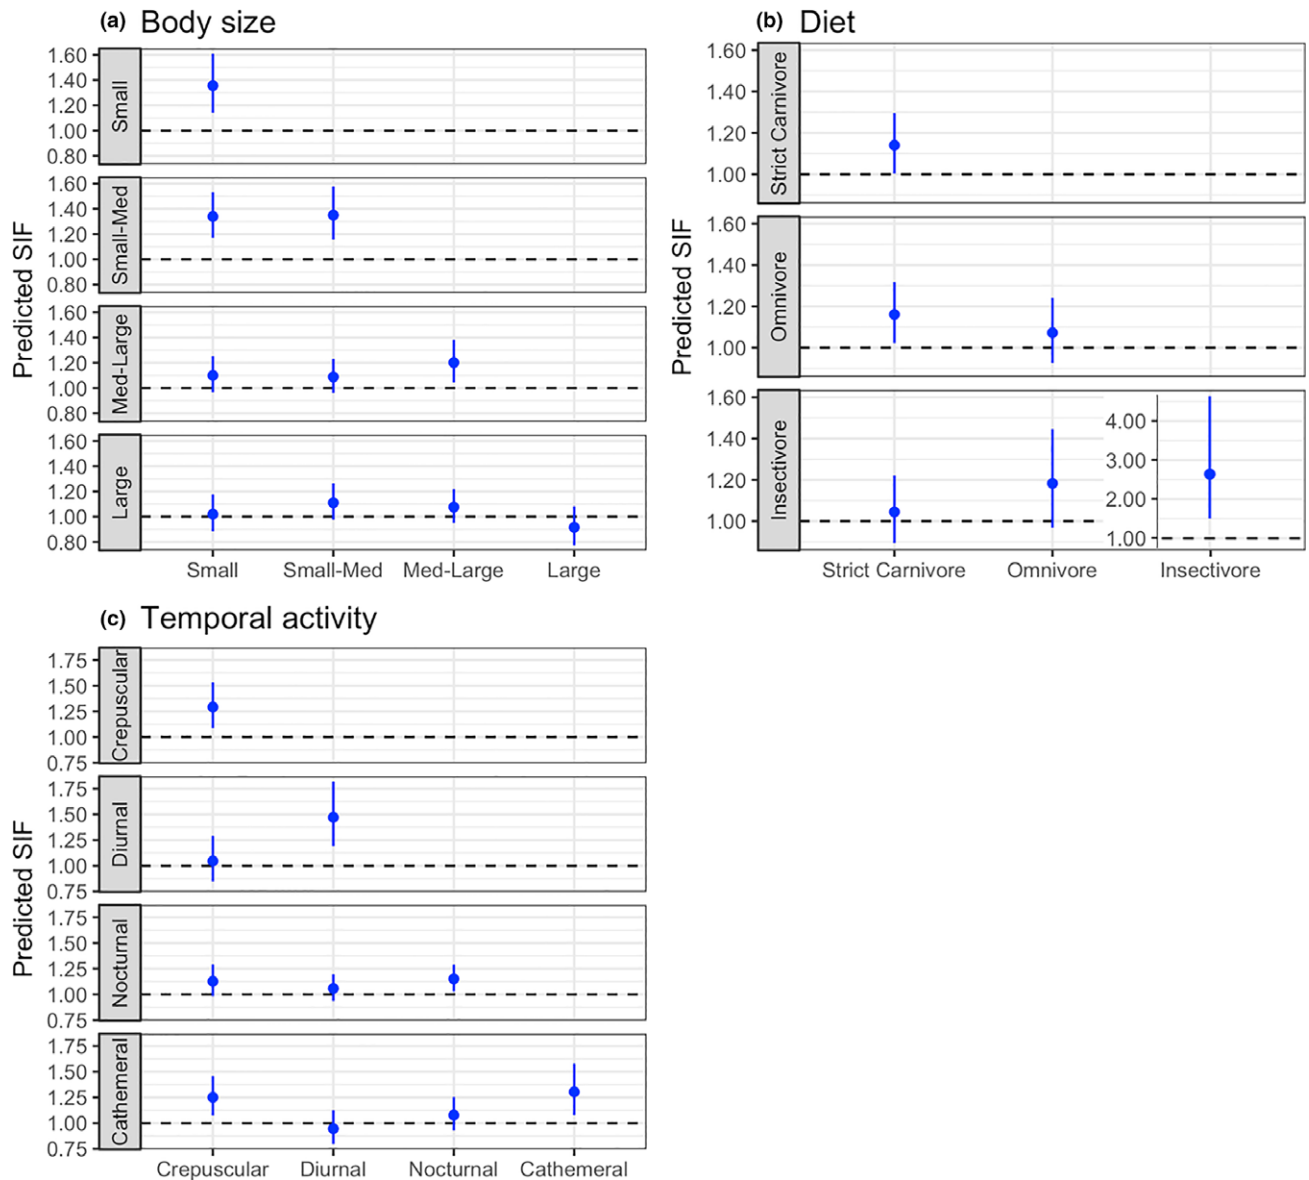 (a) Body size
Predicted SIF
Small
1.60
1.40
1.20
1.00
0.80
Small-Med
1.60
1.40
1.20
1.00
0.80
Med-Large
1.60
1.40
1.20
1.00
0.80
Large
1.60
1.40
1.20
1.00
0.80
Small Small-Med Med-Large Large
(b) Diet
Predicted SIF
Strict Carnivore
1.60
1.40
1.20
1.00
Omnivore
1.60
1.40
1.20
1.00
Insectivore
1.60
1.40
1.20
1.00
4.00
3.00
2.00
1.00
Strict Carnivore Omnivore Insectivore
(c) Temporal activity
Predicted SIF
Crepuscular
1.75
1.50
1.25
1.00
0.75
Diurnal
1.75
1.50
1.25
1.00
0.75
Nocturnal
1.75
1.50
1.25
1.00
0.75
Cathemeral
1.75
1.50
1.25
1.00
0.75
Crepuscular Diurnal Nocturnal Cathemeral